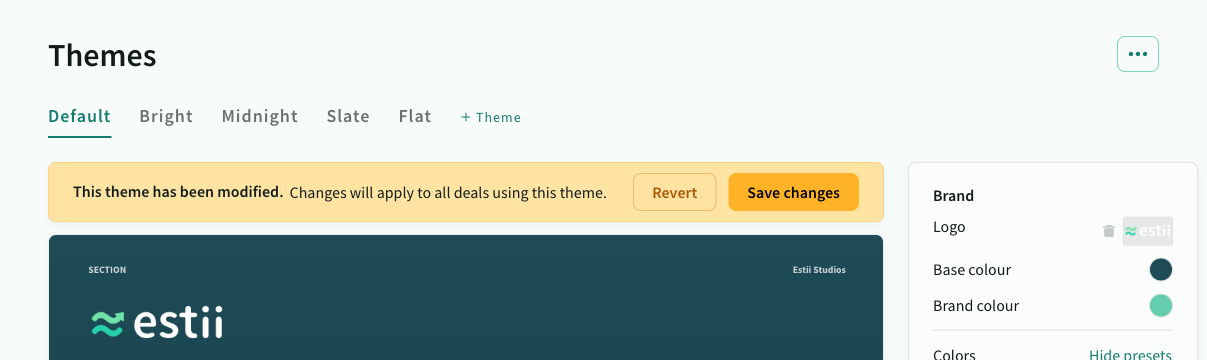 Themes
Default Bright Midnight Slate Flat + Theme
This theme has been modified. Changes will apply to all deals using this theme. Revert Save changes
SECTION Estii Studios
estii
Brand
Logo estii
Base colour
Brand colour
Colors Hide presets